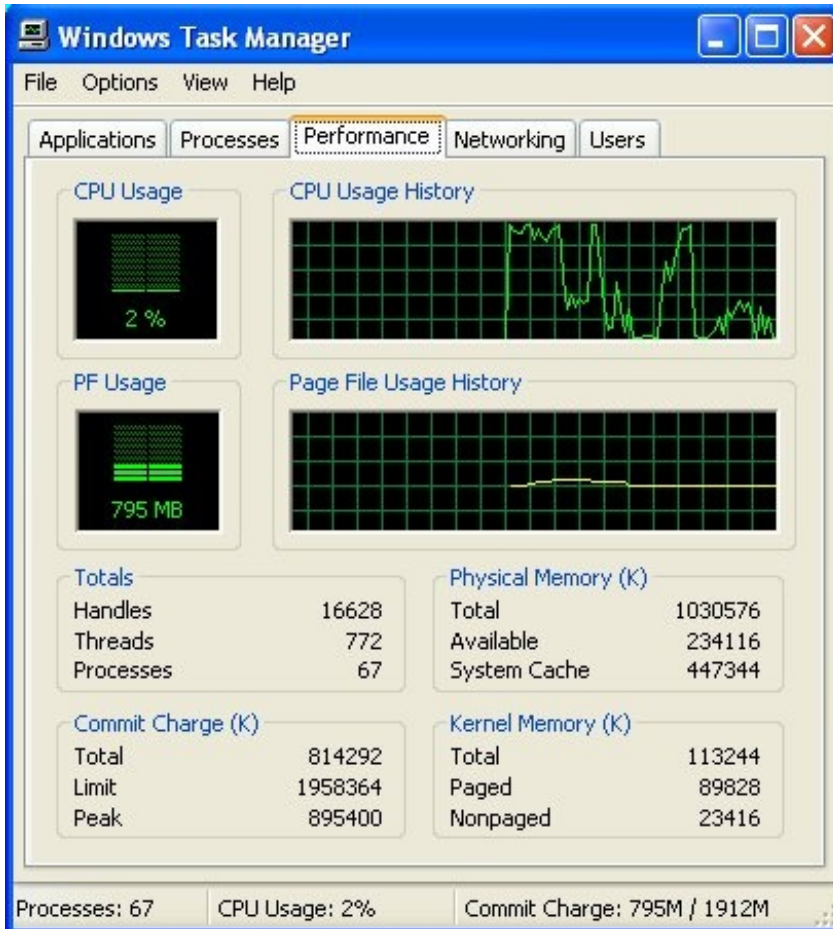 Windows Task Manager
File Options View Help
Applications Processes Performance Networking Users
CPU Usage CPU Usage History
2 %
PF Usage Page File Usage History
795 MB
Totals
Handles 16628
Threads 772
Processes 67
Physical Memory (K)
Total 1030576
Available 234116
System Cache 447344
Commit Charge (K)
Total 814292
Limit 1958364
Peak 895400
Kernel Memory (K)
Total 113244
Paged 89828
Nonpaged 23416
Processes: 67 CPU Usage: 2% Commit Charge: 795M / 1912M